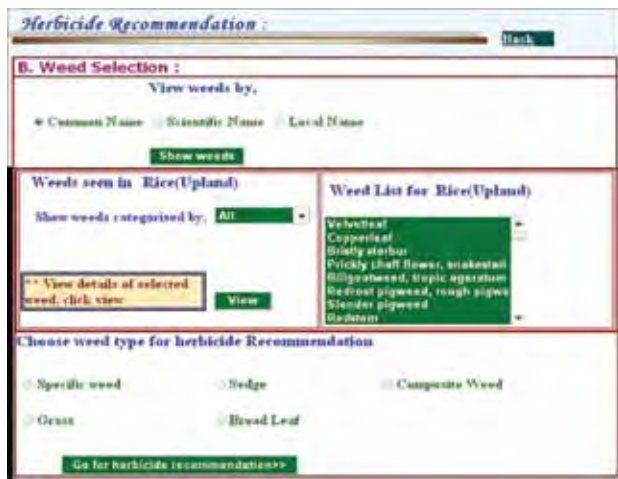 Herbicide Recommendation :
Back
B. Weed Selection :
View weeds by,
Common Name Scientific Name Local Name
Show weeds
Weeds seen in Rice(Upland)
Show weeds categorised by, All
** View details of selected
weed, click view
View
Weed List for Rice(Upland)
Velvetleaf
Copperleaf
Bristly starbur
Prickly chaff flower, snakestail
Billgoatweed, tropic ageratum
Redroot pigweed, rough pigwe
Slender pigweed
Redstem
Choose weed type for herbicide Recommendation
Specific weed Sedge Composite Weed
Grass Broad Leaf
Go for herbicide recommendation>>